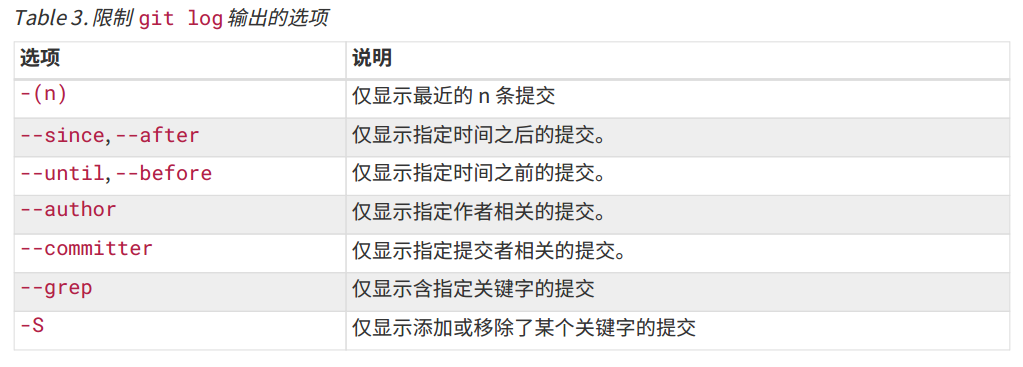 Table 3. 限制 git log 输出的选项
选项 说明
-(n) 仅显示最近的 n 条提交
--since, --after 仅显示指定时间之后的提交。
--until, --before 仅显示指定时间之前的提交。
--author 仅显示指定作者相关的提交。
--committer 仅显示指定提交者相关的提交。
--grep 仅显示含指定关键字的提交
-S 仅显示添加或移除了某个关键字的提交